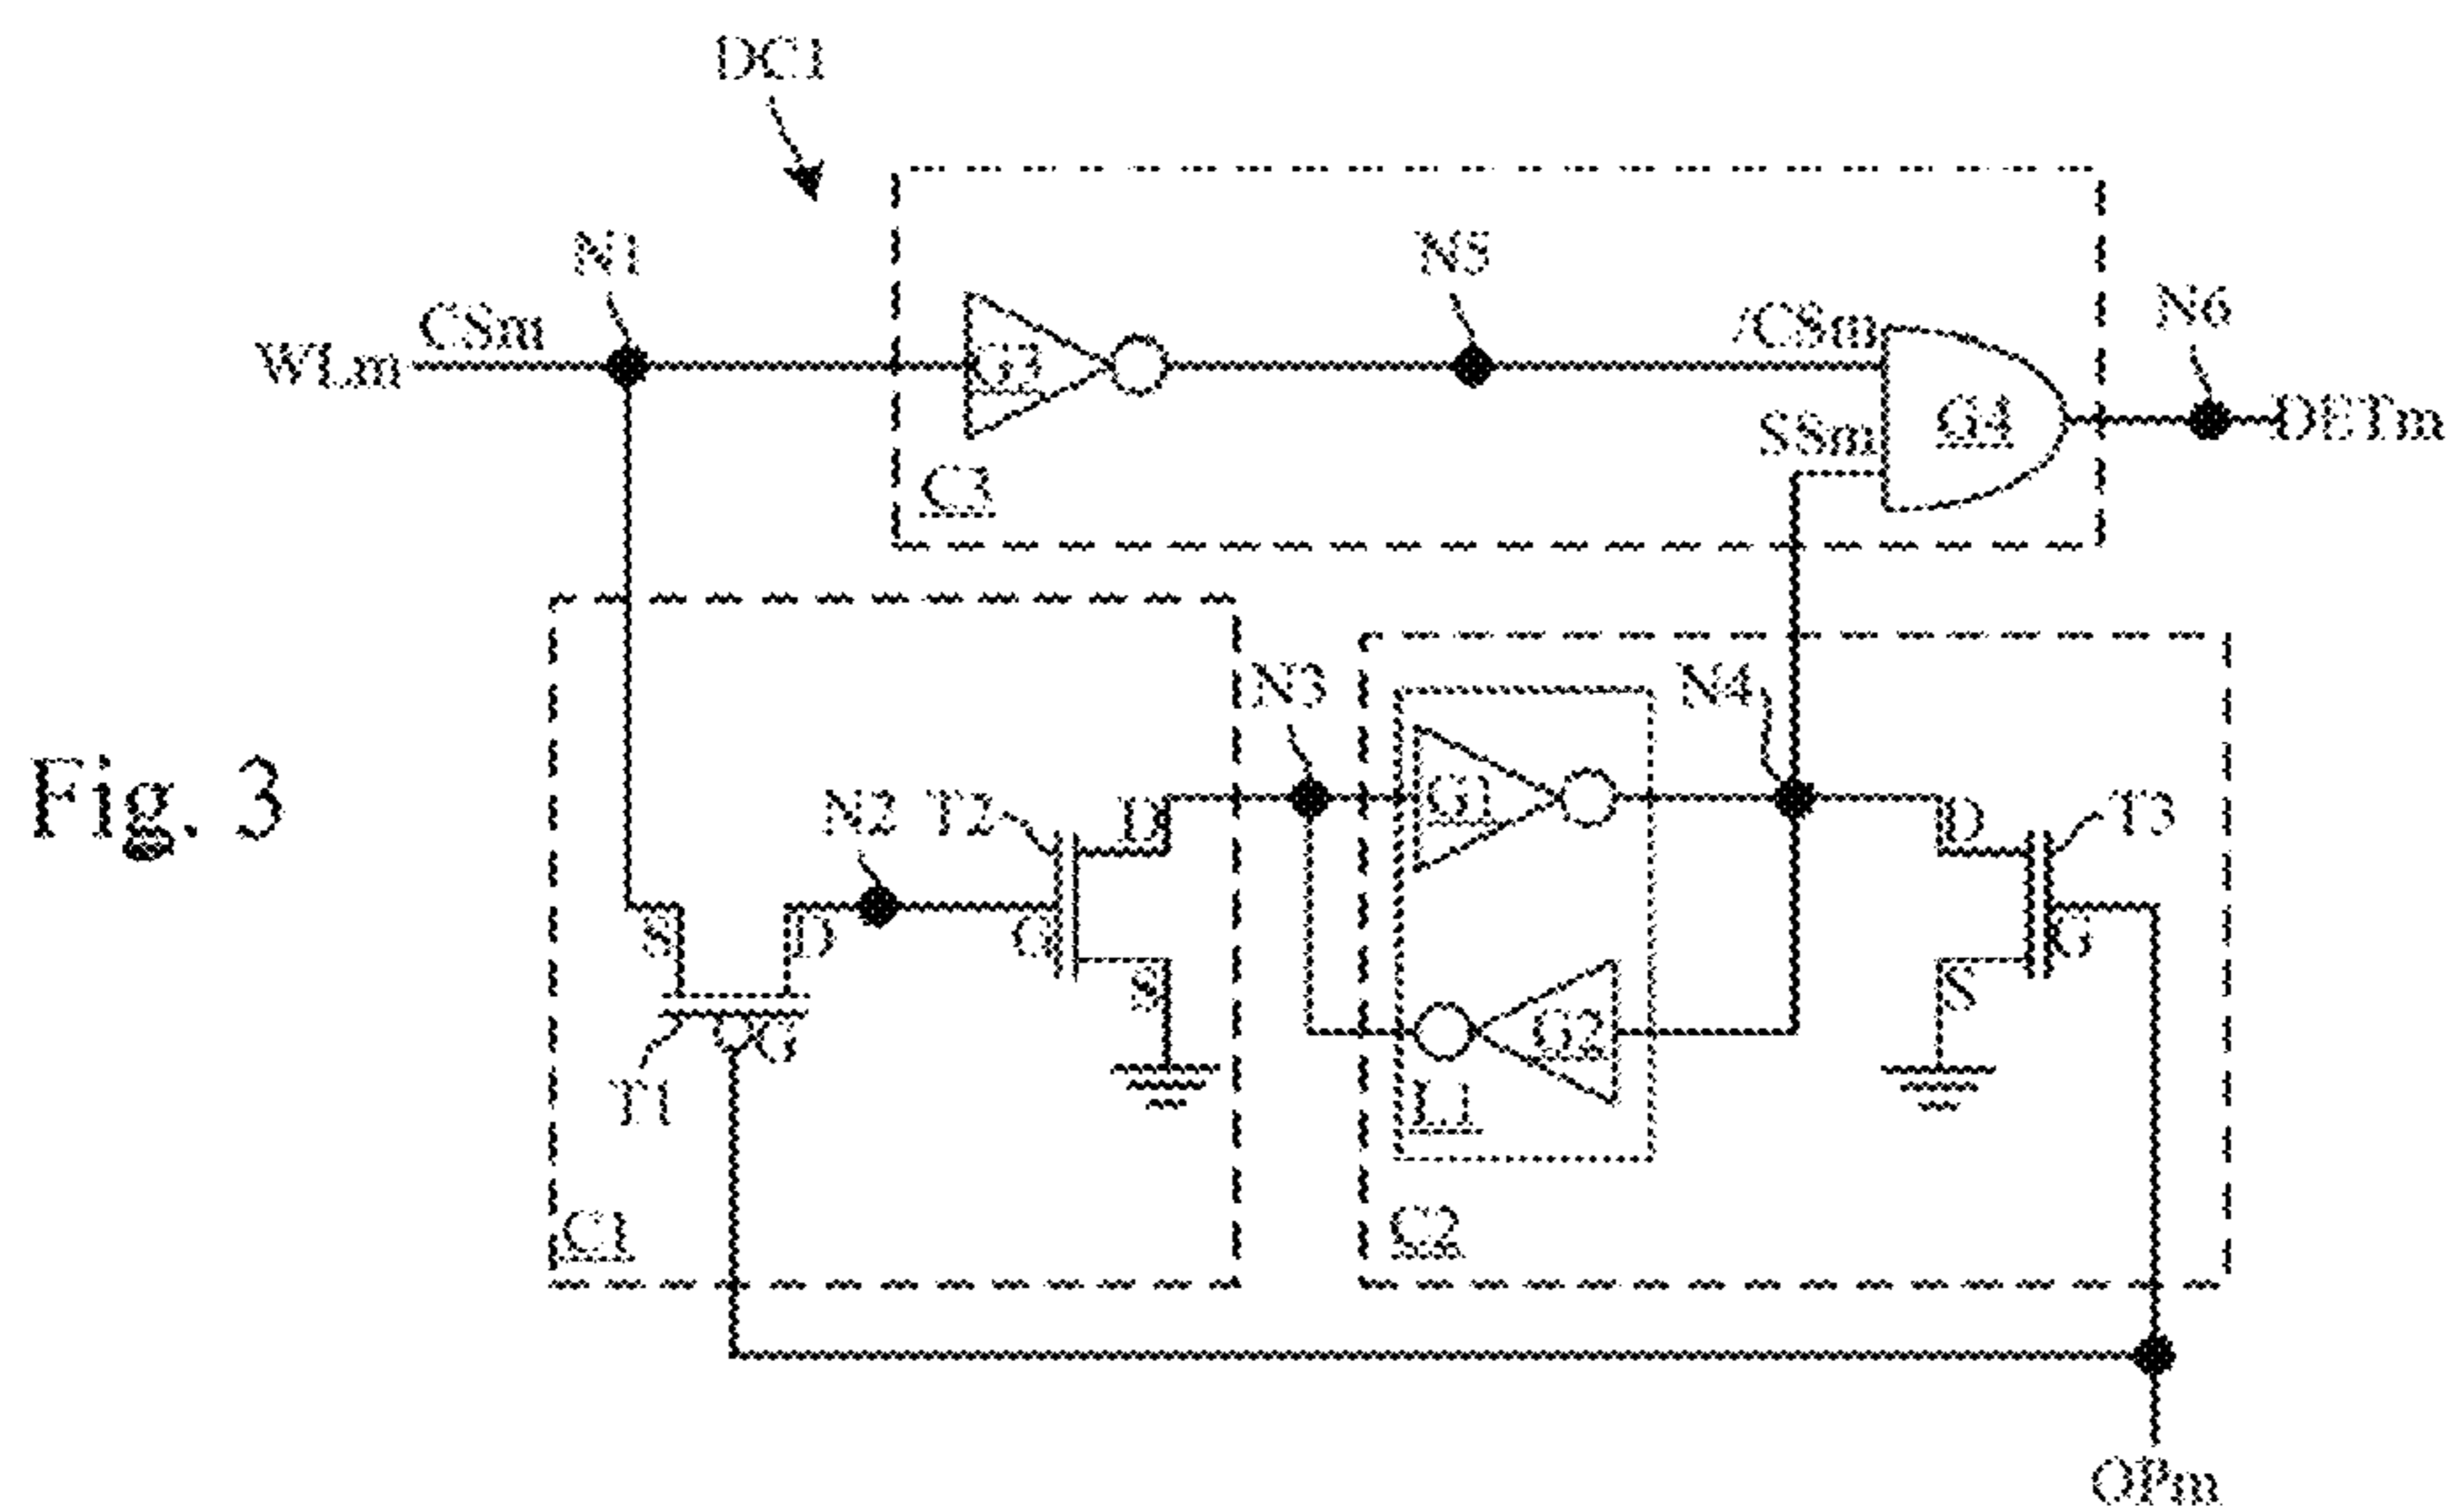 DC1
N1
N5
N6
CSm
/CSm
WLm
G3
G4
DETm
SSm
C3
N3
N4
Fig. 3
N2
T2
D
G1
D
T3
S
D
G
G
S
S
G2
G
T1
L1
C1
C2
OPm